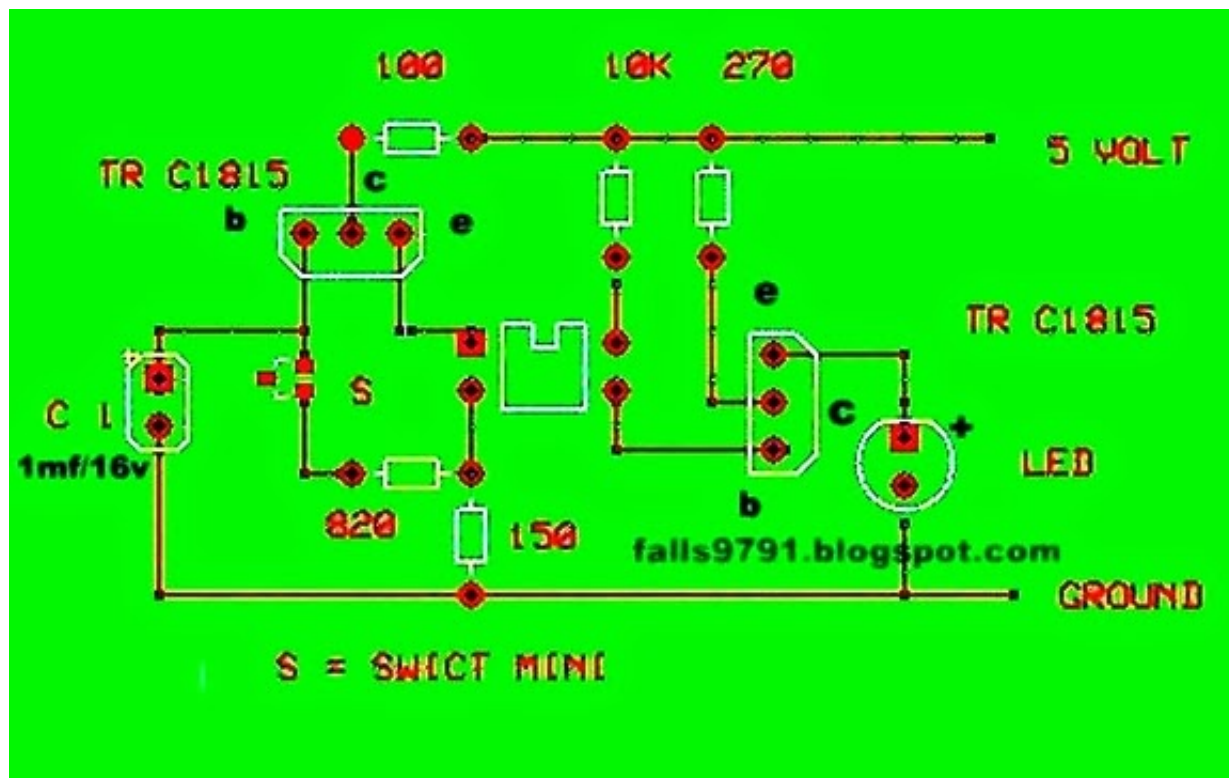 100 10K 270
5 VOLT
TR C1815
c
b e
e
TR C1815
+
S
C 1
c
+
1mf/16v
LED
820
150
b
falls9791.blogspot.com
GROUND
S = SWICT MINI